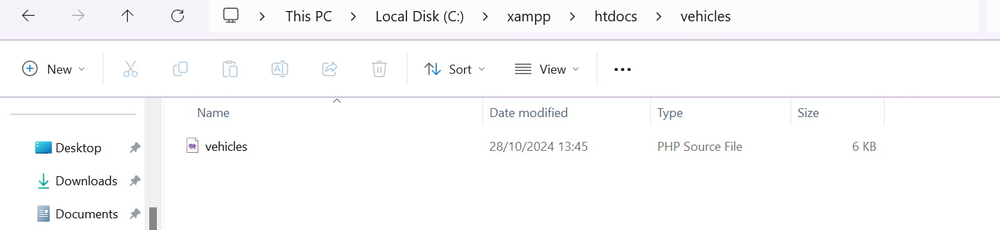 This PC > Local Disk (C:) > xampp > htdocs > vehicles
New Sort View
Name Date modified Type Size
vehicles 28/10/2024 13:45 PHP Source File 6 KB
Desktop
Downloads
Documents